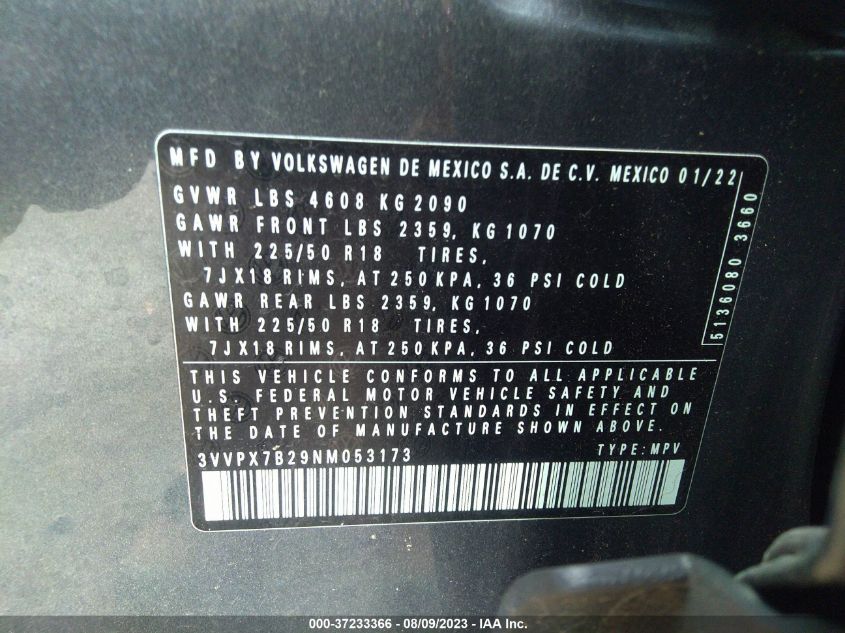 MFD BY VOLKSWAGEN DE MEXICO S.A. DE C.V. MEXICO 01/22
GVWR LBS 4608 KG 2090
GAWR FRONT LBS 2359, KG 1070
WITH 225/50 R18 TIRES,
7JX18 RIMS, AT 250 KPA, 36 PSI COLD
GAWR REAR LBS 2359, KG 1070
WITH 225/50 R18 TIRES,
7JX18 RIMS, AT 250 KPA, 36 PSI COLD
5136080 3660
THIS VEHICLE CONFORMS TO ALL APPLICABLE
U.S. FEDERAL MOTOR VEHICLE SAFETY AND
THEFT PREVENTION STANDARDS IN EFFECT ON
THE DATE OF MANUFACTURE SHOWN ABOVE.
3VVPX7B29NM053173 TYPE: MPV
000-37233366 - 08/09/2023 - IAA Inc.